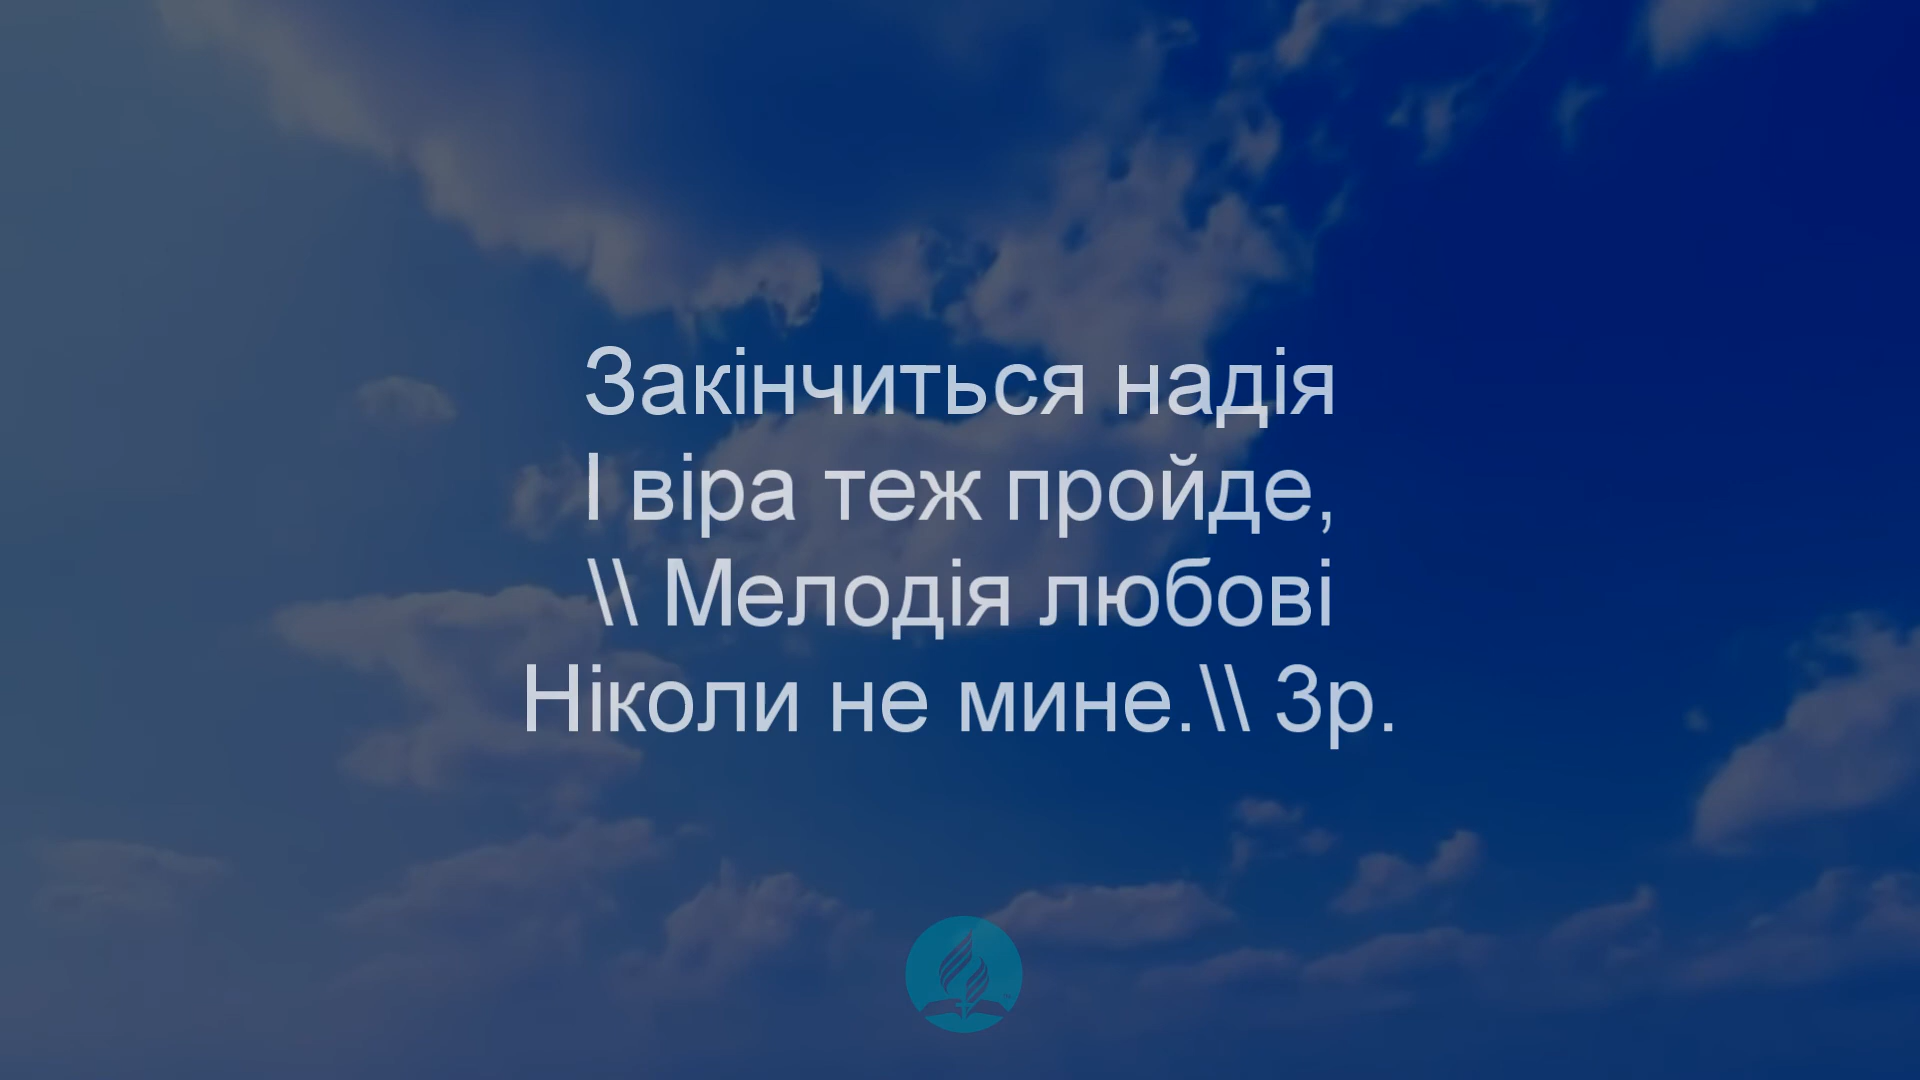 Закінчиться надія
І віра теж пройде,
\\ Мелодія любові
Ніколи не мине.\\ 3р.